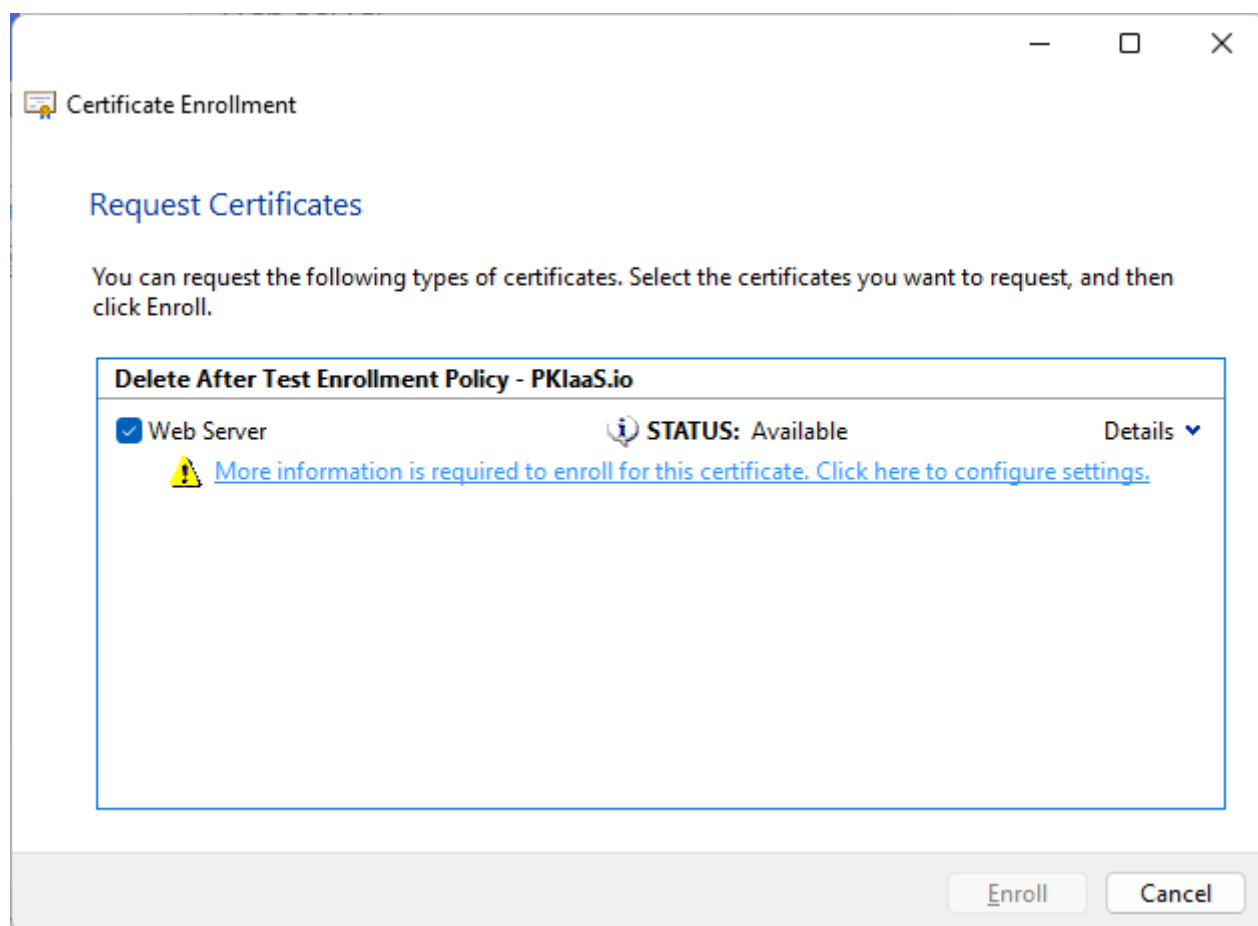 Certificate Enrollment
Request Certificates
You can request the following types of certificates. Select the certificates you want to request, and then
click Enroll.
Delete After Test Enrollment Policy - PKIaaS.io
Web Server STATUS: Available Details
More information is required to enroll for this certificate. Click here to configure settings.
Enroll Cancel